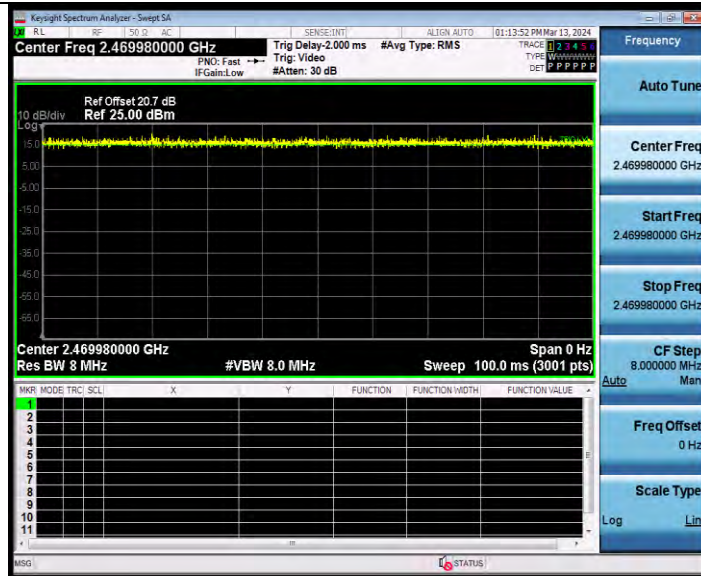 Keysight Spectrum Analyzer - Swept SA
RL RF 50 Ω AC SENSE:INT ALIGN AUTO 01:13:52 PM Mar 13, 2024
Center Freq 2.469980000 GHz
PNO: Fast
IFGain:Low
Trig Delay-2.000 ms
Trig: Video
#Atten: 30 dB
#Avg Type: RMS
TRACE 1 2 3 4 5 6
TYPE
DET P P P P P P
Ref Offset 20.7 dB
10 dB/div Ref 25.00 dBm
Log
15.0
5.00
-5.00
-15.0
-25.0
-35.0
-45.0
-55.0
-65.0
Center 2.469980000 GHz Span 0 Hz
Res BW 8 MHz #VBW 8.0 MHz Sweep 100.0 ms (3001 pts)
MKR MODE TRC SCL X Y FUNCTION FUNCTION WIDTH FUNCTION VALUE
1
2
3
4
5
6
7
8
9
10
11
MSG STATUS
Frequency
Auto Tune
Center Freq
2.469980000 GHz
Start Freq
2.469980000 GHz
Stop Freq
2.469980000 GHz
CF Step
8.000000 MHz
Auto Man
Freq Offset
0 Hz
Scale Type
Log Lin